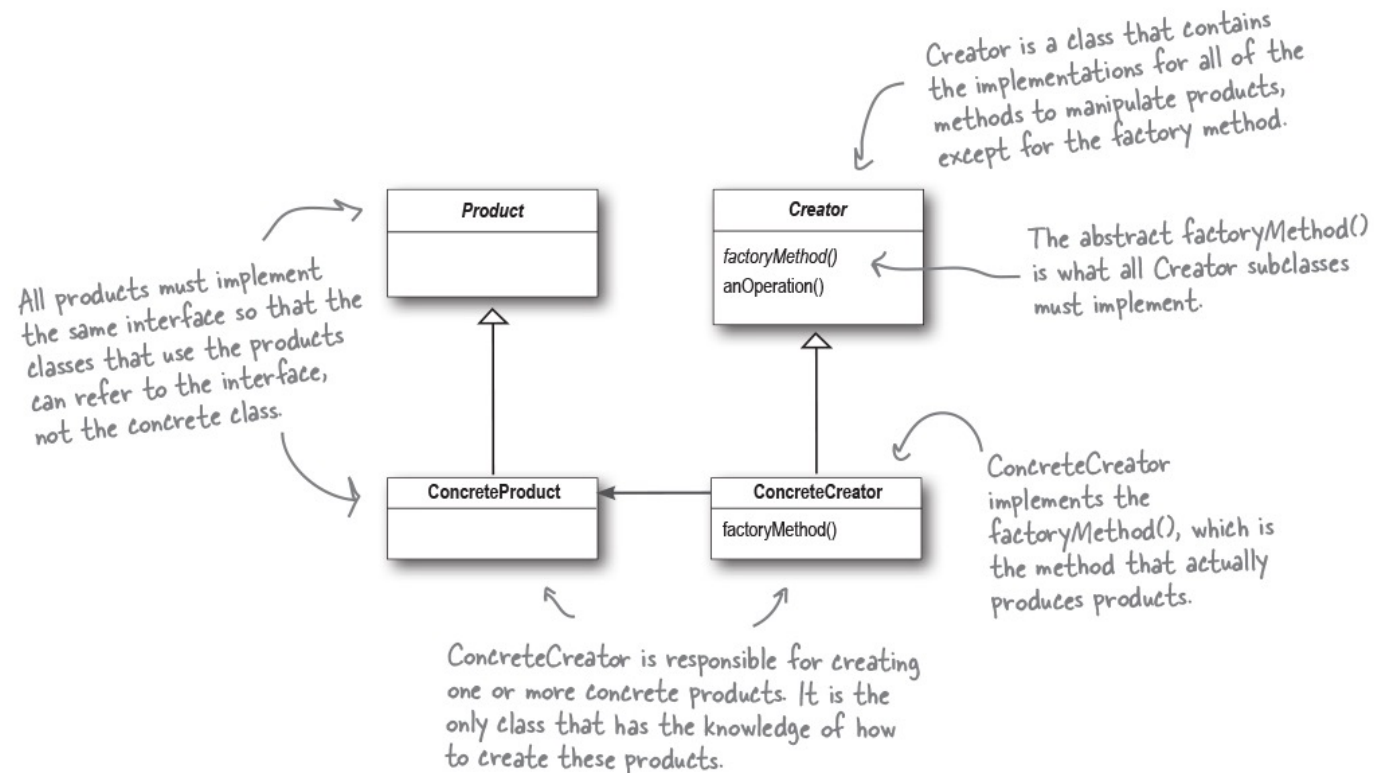 Creator is a class that contains
the implementations for all of the
methods to manipulate products,
except for the factory method.
Product
Creator
factoryMethod()
anOperation()
The abstract factoryMethod()
is what all Creator subclasses
must implement.
All products must implement
the same interface so that the
classes that use the products
can refer to the interface,
not the concrete class.
ConcreteProduct
ConcreteCreator
factoryMethod()
ConcreteCreator
implements the
factoryMethod(), which is
the method that actually
produces products.
ConcreteCreator is responsible for creating
one or more concrete products. It is the
only class that has the knowledge of how
to create these products.